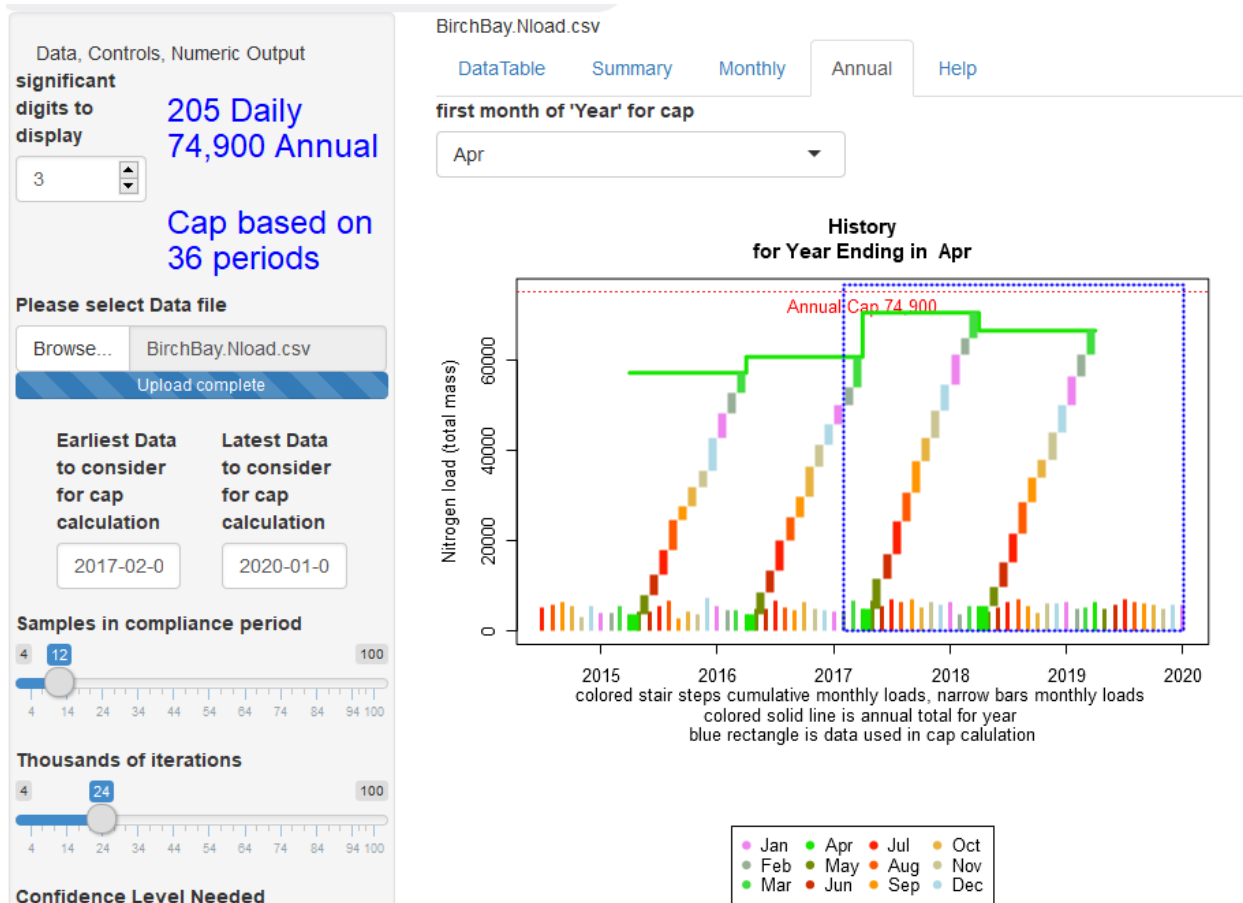 Data, Controls, Numeric Output
significant
digits to
display
3
205 Daily
74,900 Annual
Cap based on
36 periods
Please select Data file
Browse...
BirchBay.Nload.csv
Upload complete
Earliest Data
to consider
for cap
calculation
2017-02-0
Latest Data
to consider
for cap
calculation
2020-01-0
Samples in compliance period
4 12 100
4 14 24 34 44 54 64 74 84 94 100
Thousands of iterations
4 24 100
4 14 24 34 44 54 64 74 84 94 100
Confidence Level Needed
BirchBay.Nload.csv
DataTable Summary Monthly Annual Help
first month of 'Year' for cap
Apr
History
for Year Ending in Apr
Annual Cap 74,900
Nitrogen load (total mass)
60000
40000
20000
0
2015 2016 2017 2018 2019 2020
colored stair steps cumulative monthly loads, narrow bars monthly loads
colored solid line is annual total for year
blue rectangle is data used in cap calulation
Jan Apr Jul Oct
Feb May Aug Nov
Mar Jun Sep Dec